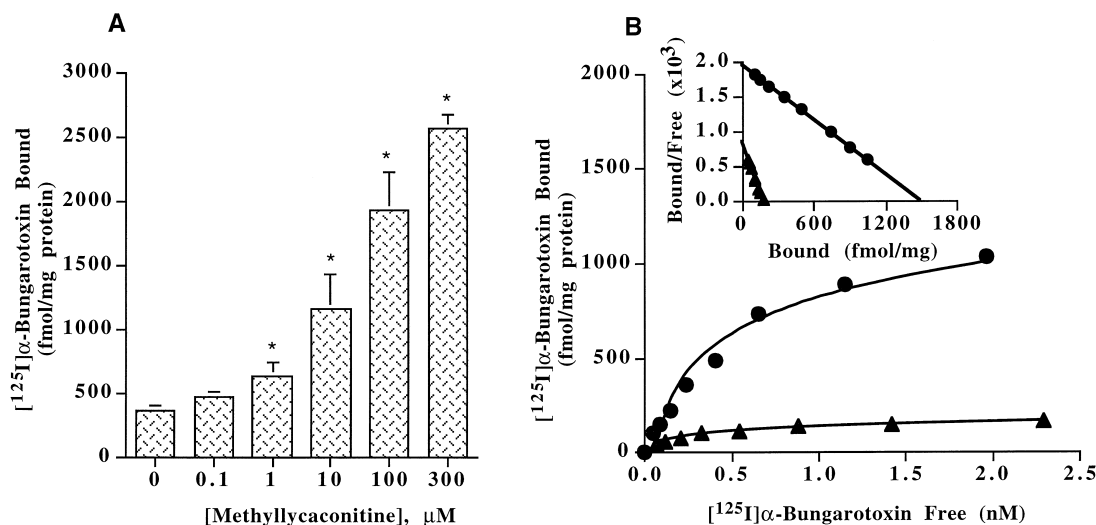 A
3000
2500
2000
1500
1000
500
0
[125I]α-Bungarotoxin Bound
(fmol/mg protein)
*
*
*
*
0 0.1 1 10 100 300
[Methyllycaconitine], μM
B
2000
1500
1000
500
0
[125I]α-Bungarotoxin Bound
(fmol/mg protein)
2.0
1.5
1.0
0.5
0.0
Bound/Free (x10³)
0 600 1200 1800
Bound (fmol/mg)
0.0 0.5 1.0 1.5 2.0 2.5
[125I]α-Bungarotoxin Free (nM)